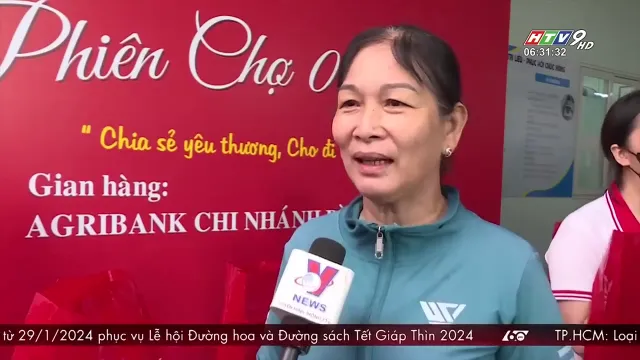 HTV9 HD
06:31:32
Phiên Chợ 0
“ Chia sẻ yêu thương, Cho đi
Gian hàng:
AGRIBANK CHI NHÁNH
NEWS
từ 29/1/2024 phục vụ Lễ hội Đường hoa và Đường sách Tết Giáp Thìn 2024
TP.HCM: Loại